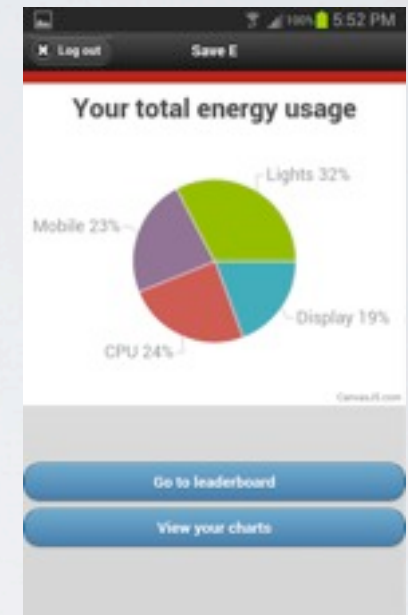 100% 5:52 PM
Log out Save E
Your total energy usage
Lights 32%
Mobile 23%
Display 19%
CPU 24%
CanvasJS.com
Go to leaderboard
View your charts